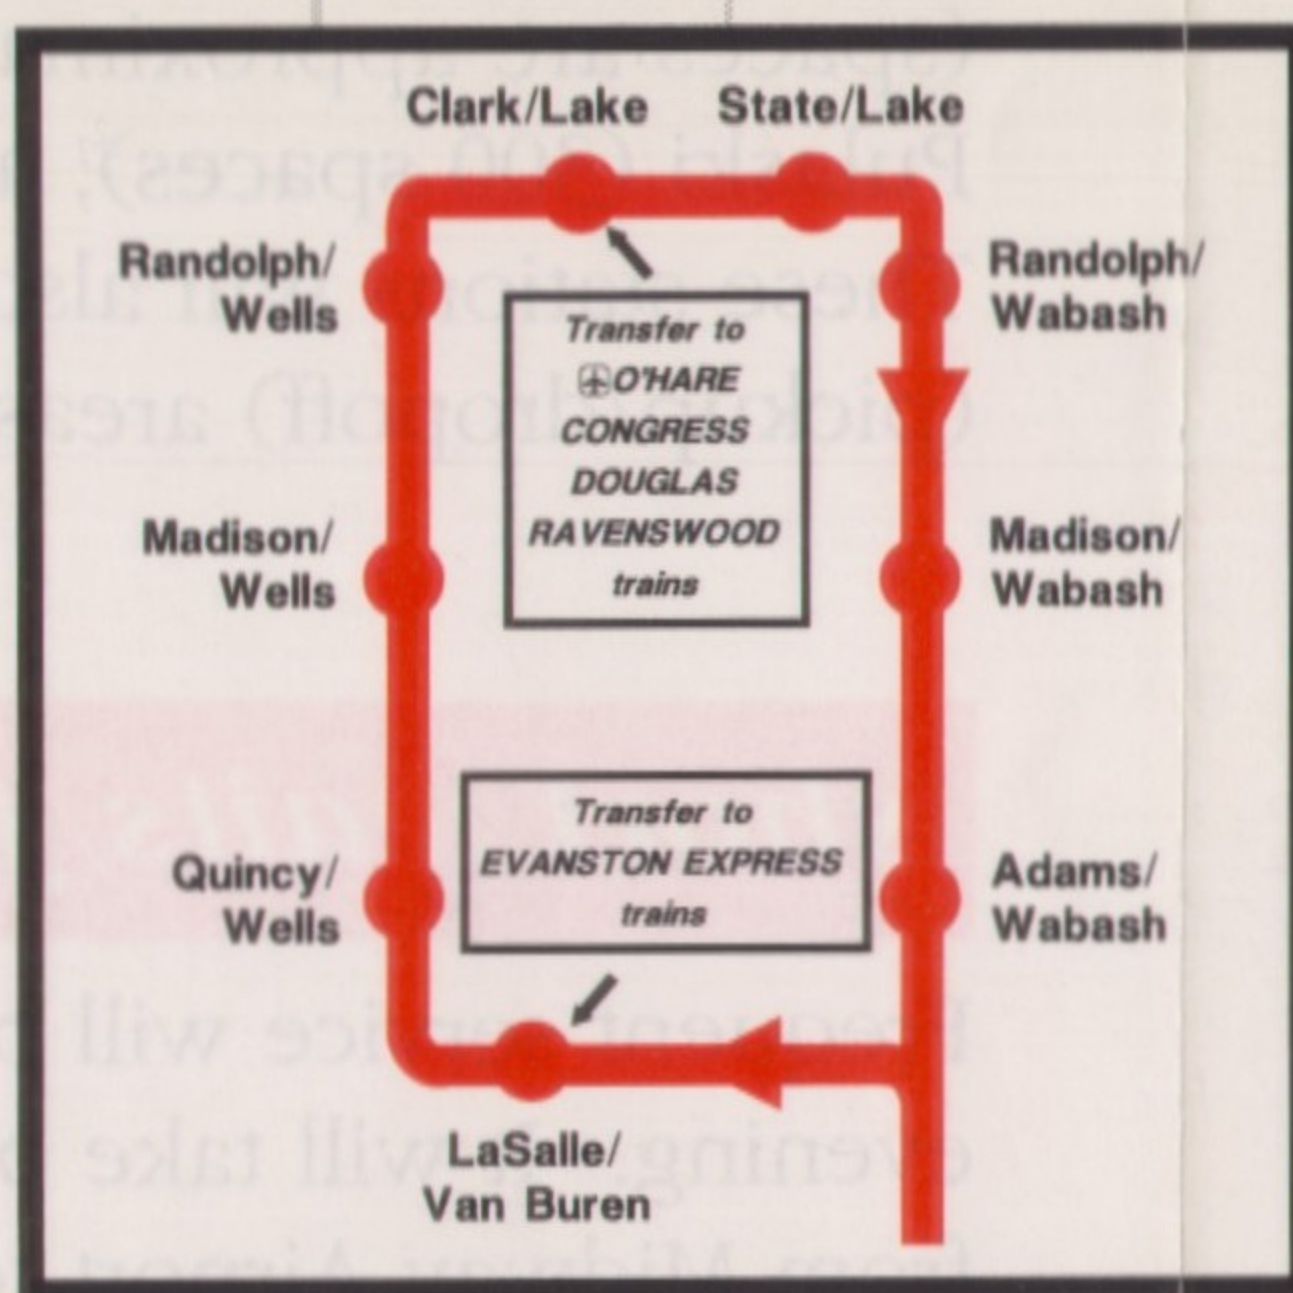 Clark/Lake
State/Lake
Randolph/
Wells
Randolph/
Wabash
Transfer to
O'HARE
CONGRESS
DOUGLAS
RAVENSWOOD
trains
Madison/
Wells
Madison/
Wabash
Transfer to
EVANSTON EXPRESS
trains
Quincy/
Wells
Adams/
Wabash
LaSalle/
Van Buren